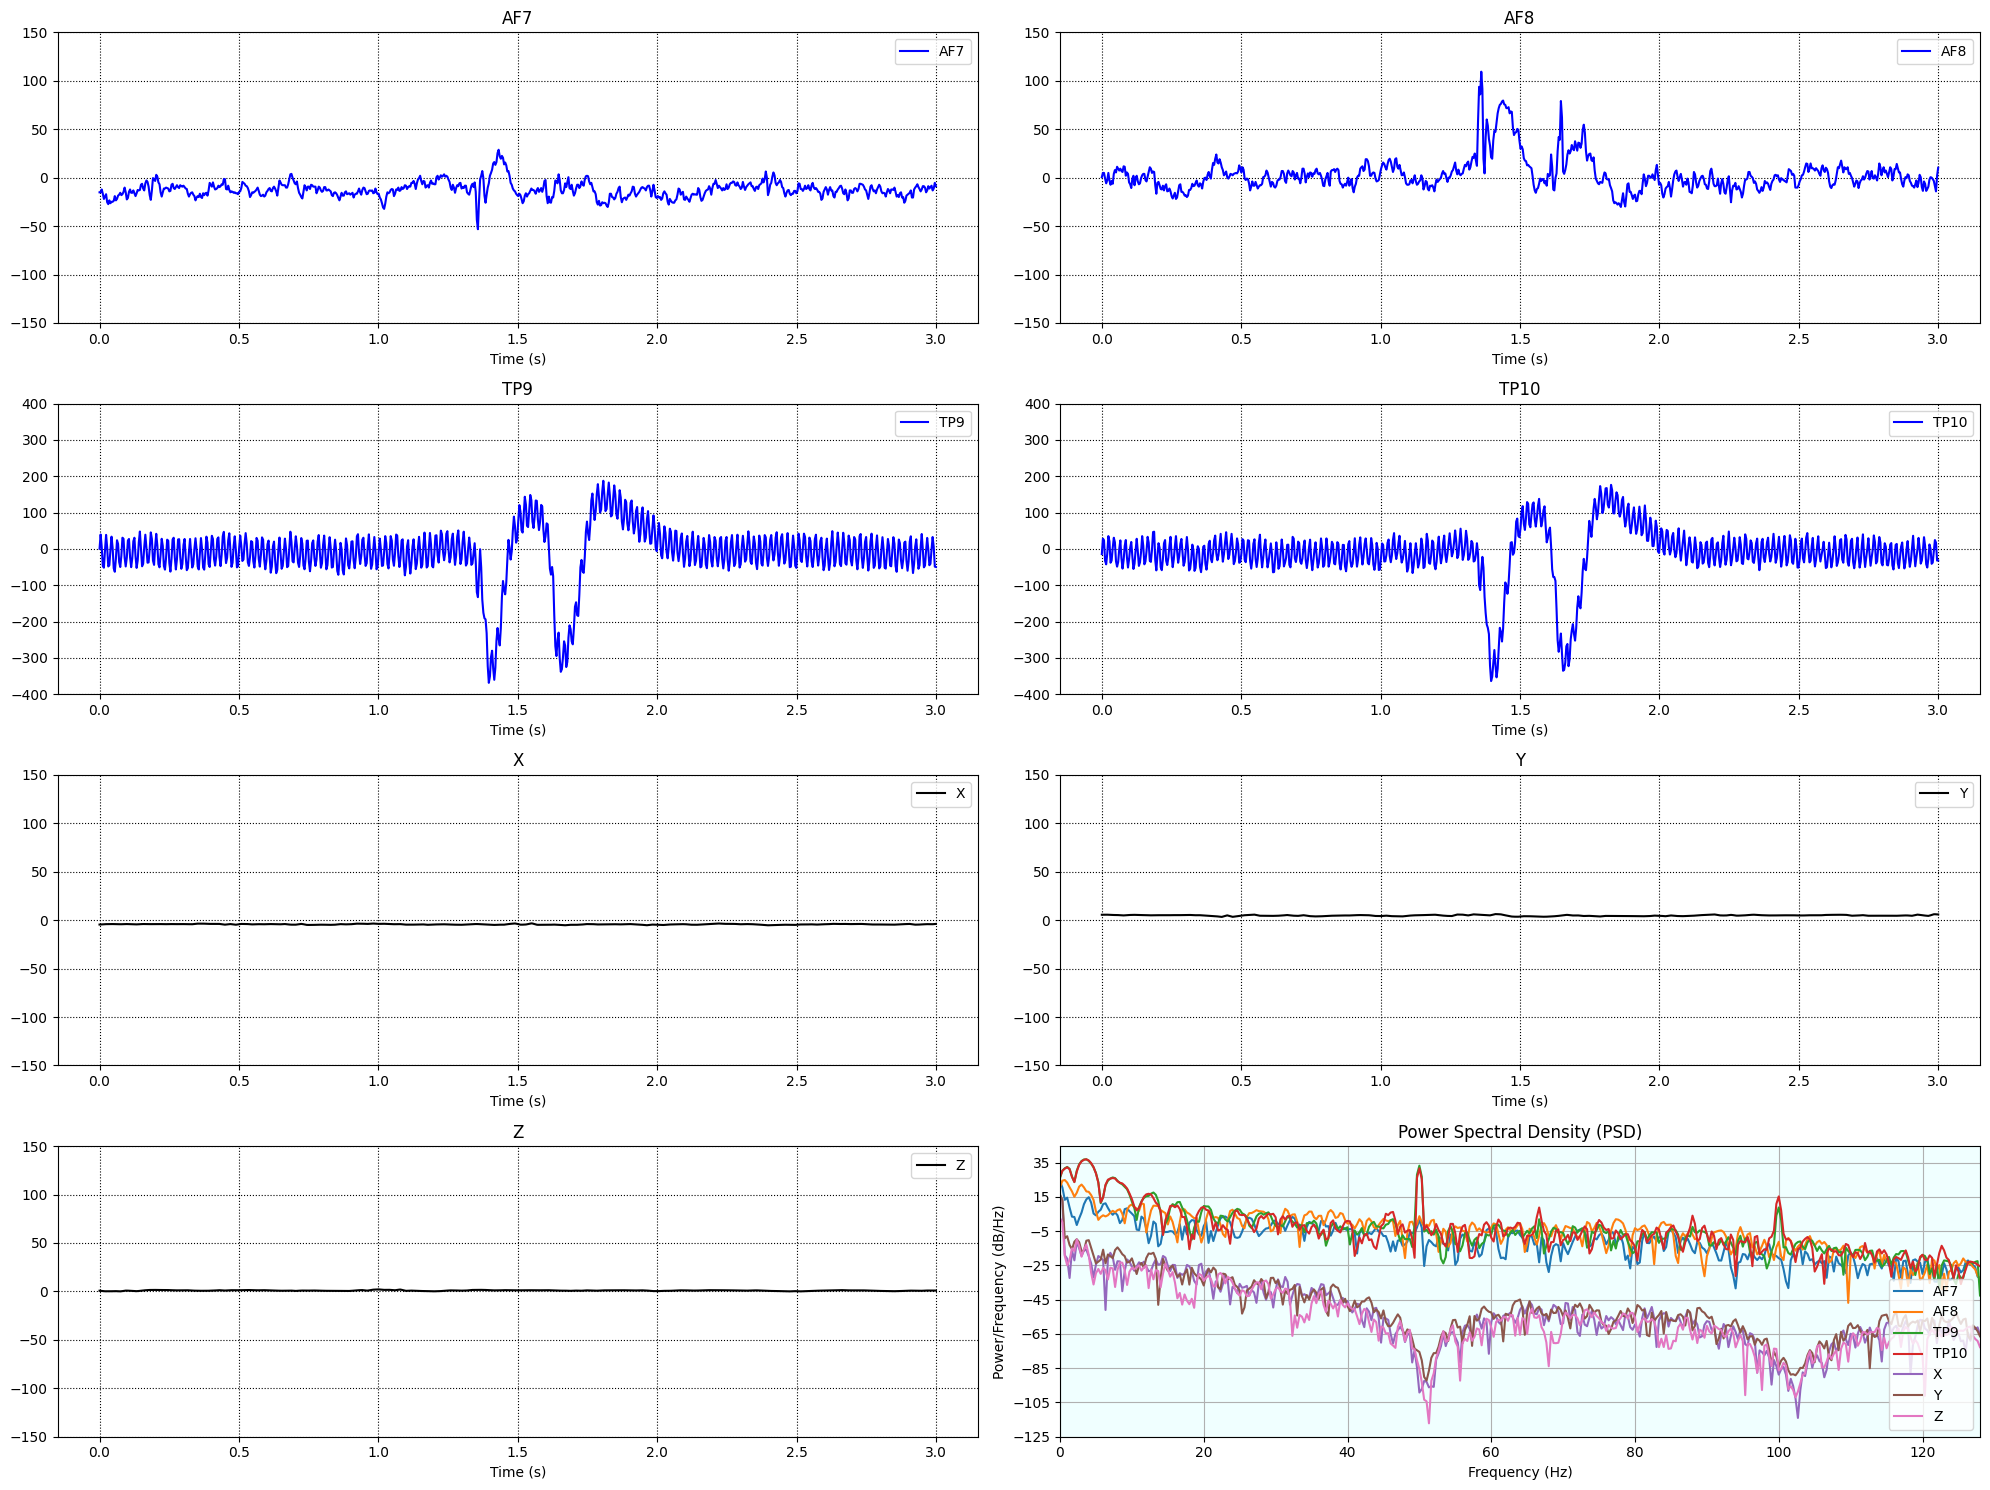 AF7
150
100
50
0
−50
−100
−150
AF7
0.0 0.5 1.0 1.5 2.0 2.5 3.0
Time (s)
AF8
150
100
50
0
−50
−100
−150
AF8
0.0 0.5 1.0 1.5 2.0 2.5 3.0
Time (s)
TP9
400
300
200
100
0
−100
−200
−300
−400
TP9
0.0 0.5 1.0 1.5 2.0 2.5 3.0
Time (s)
TP10
400
300
200
100
0
−100
−200
−300
−400
TP10
0.0 0.5 1.0 1.5 2.0 2.5 3.0
Time (s)
X
150
100
50
0
−50
−100
−150
X
0.0 0.5 1.0 1.5 2.0 2.5 3.0
Time (s)
Y
150
100
50
0
−50
−100
−150
Y
0.0 0.5 1.0 1.5 2.0 2.5 3.0
Time (s)
Z
150
100
50
0
−50
−100
−150
Z
0.0 0.5 1.0 1.5 2.0 2.5 3.0
Time (s)
Power Spectral Density (PSD)
Power/Frequency (dB/Hz)
35
15
−5
−25
−45
−65
−85
−105
−125
AF7
AF8
TP9
TP10
X
Y
Z
0 20 40 60 80 100 120
Frequency (Hz)